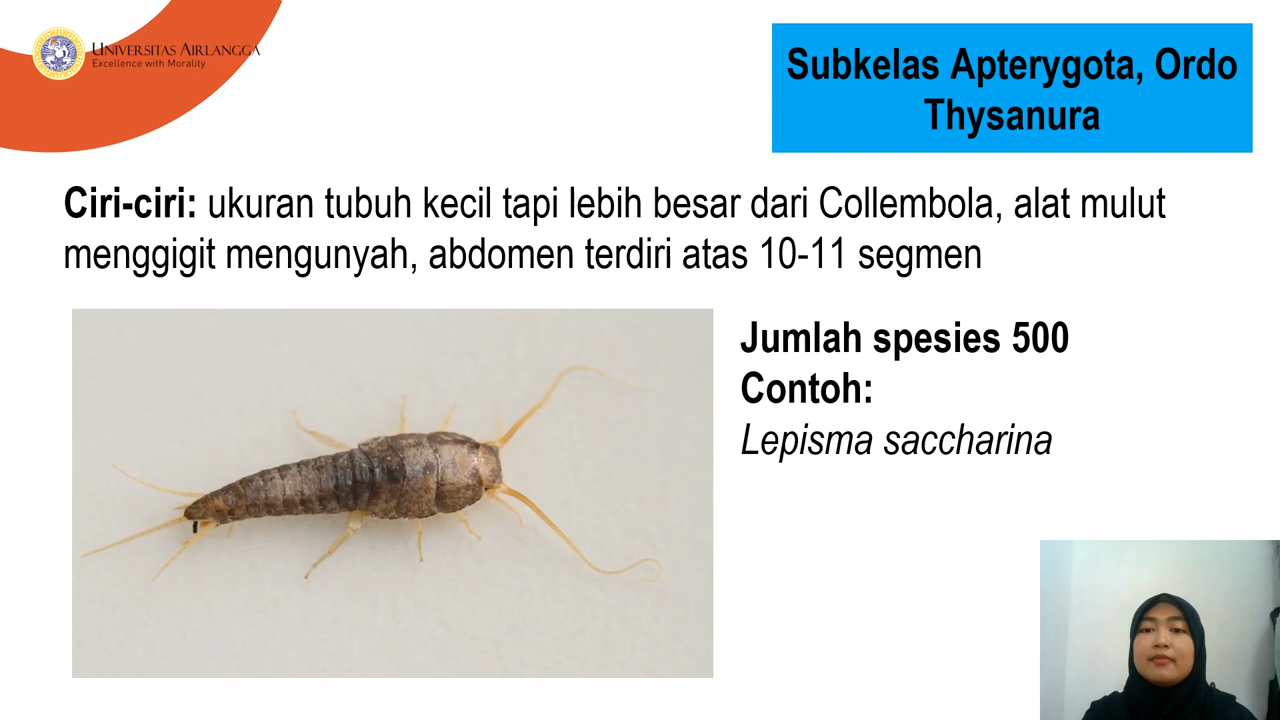 UNIVERSITAS AIRLANGGA
Excellence with Morality
Subkelas Apterygota, Ordo
Thysanura
Ciri-ciri: ukuran tubuh kecil tapi lebih besar dari Collembola, alat mulut
menggigit mengunyah, abdomen terdiri atas 10-11 segmen
Jumlah spesies 500
Contoh:
Lepisma saccharina